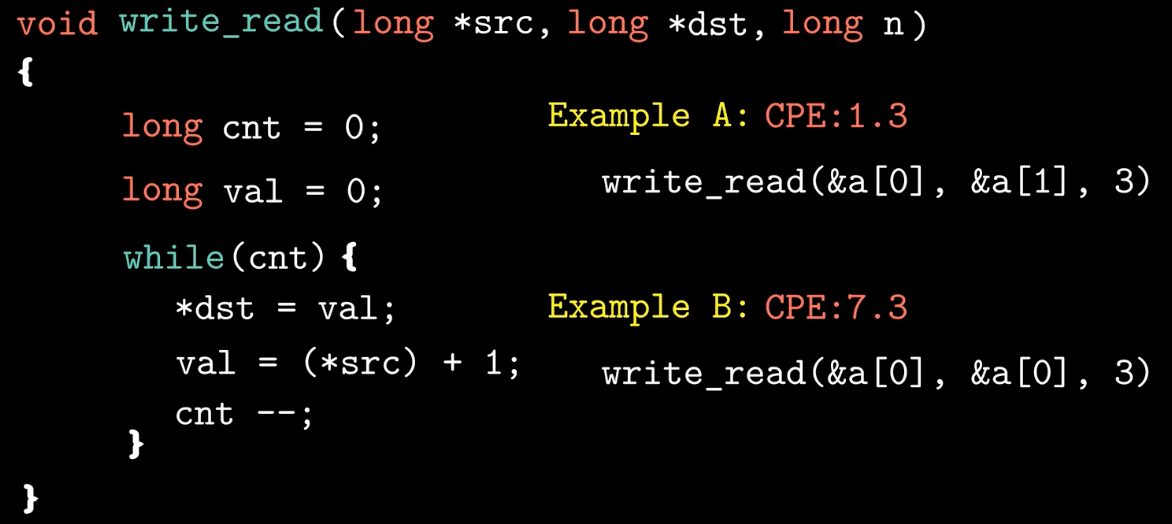 void write_read(long *src, long *dst, long n)
{
long cnt = 0;
Example A: CPE:1.3
long val = 0;
write_read(&a[0], &a[1], 3)
while(cnt) {
*dst = val;
Example B: CPE:7.3
val = (*src) + 1;
write_read(&a[0], &a[0], 3)
cnt --;
}
}